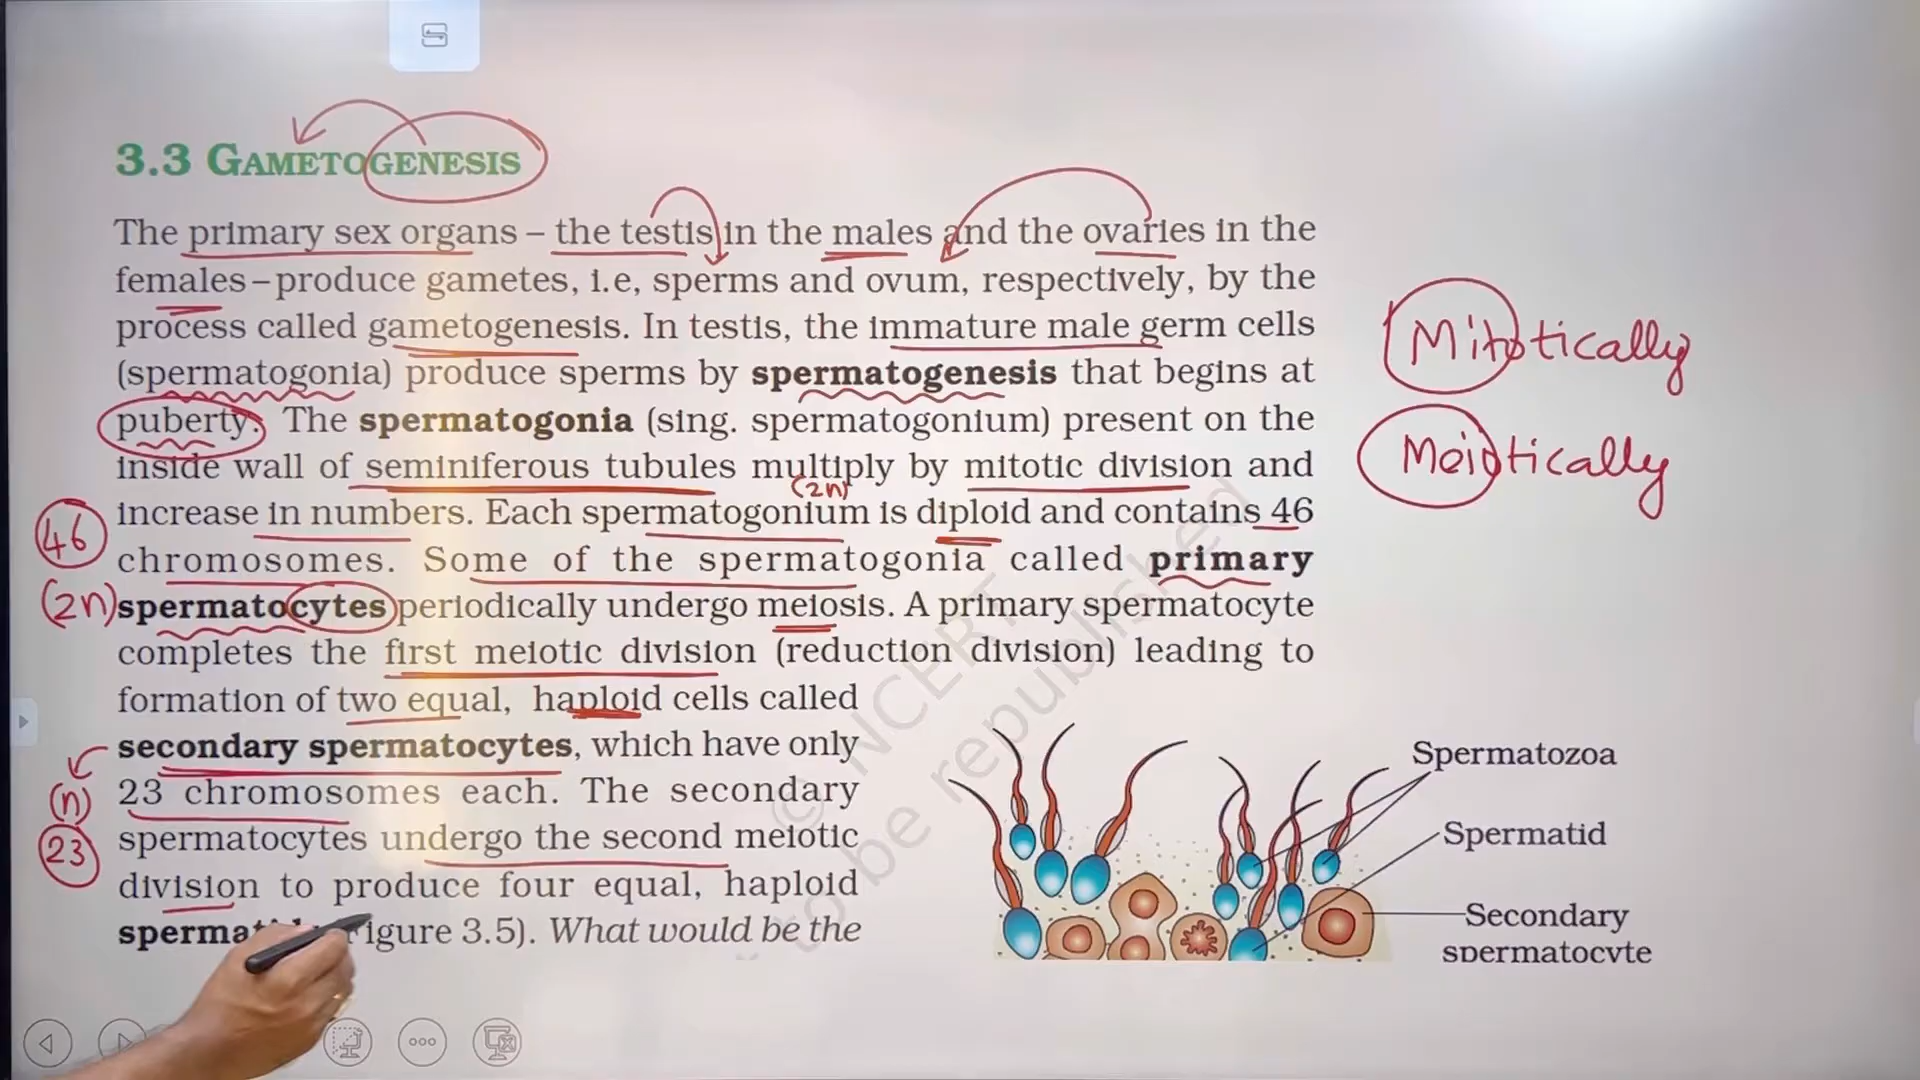 3.3 GAMETOGENESIS
The primary sex organs – the testis in the males and the ovaries in the
females – produce gametes, i.e, sperms and ovum, respectively, by the
process called gametogenesis. In testis, the immature male germ cells
(spermatogonia) produce sperms by spermatogenesis that begins at
puberty. The spermatogonia (sing. spermatogonium) present on the
inside wall of seminiferous tubules multiply by mitotic division and
(2n)
increase in numbers. Each spermatogonium is diploid and contains 46
46
chromosomes. Some of the spermatogonia called primary
(2n)
spermatocytes periodically undergo meiosis. A primary spermatocyte
completes the first meiotic division (reduction division) leading to
formation of two equal, haploid cells called
secondary spermatocytes, which have only
(n)
23 chromosomes each. The secondary
23
spermatocytes undergo the second meiotic
division to produce four equal, haploid
igure 3.5). What would be the
Mitotically
Meiotically
Spermatozoa
Spermatid
Secondary
spermatocyte
© NCERT
to be republished